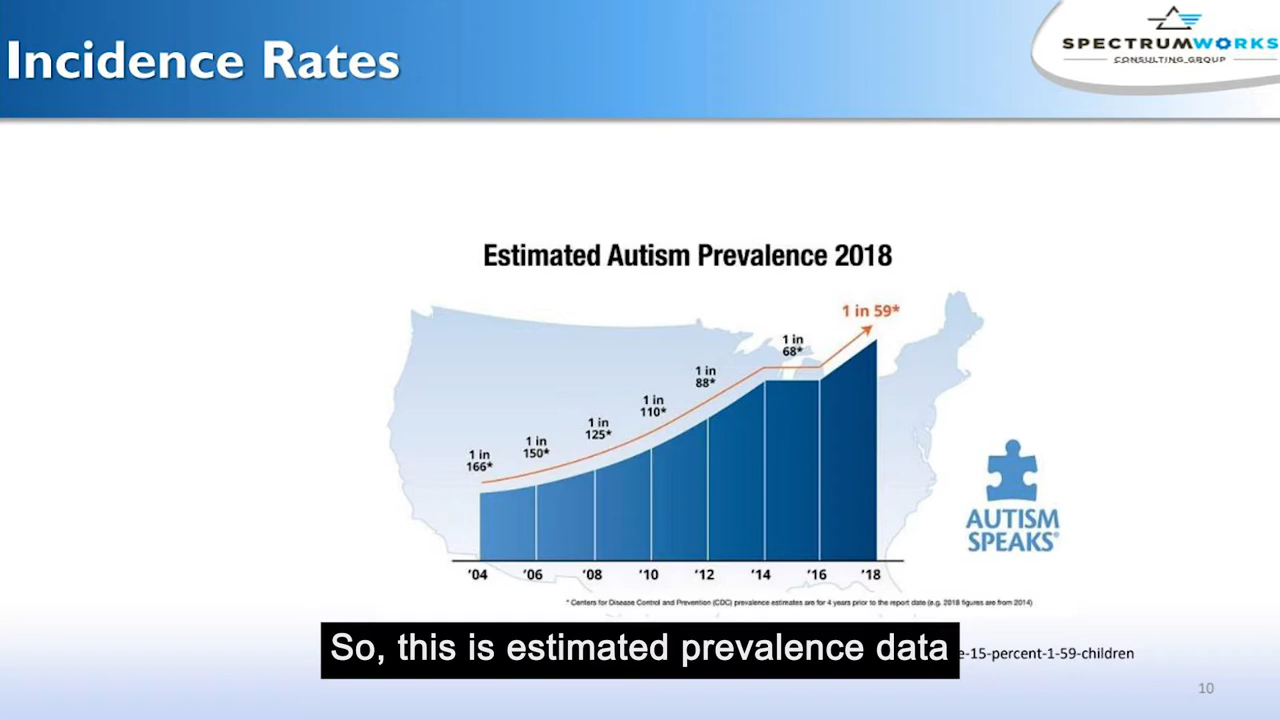 Incidence Rates
SPECTRUMWORKS
CONSULTING GROUP
Estimated Autism Prevalence 2018
1 in 59*
1 in
68*
1 in
88*
1 in
110*
1 in
125*
1 in
150*
1 in
166*
AUTISM
SPEAKS®
'04 '06 '08 '10 '12 '14 '16 '18
* Centers for Disease Control and Prevention (CDC) prevalence estimates are for 4 years prior to the report date (e.g. 2018 figures are from 2014)
So, this is estimated prevalence data
e-15-percent-1-59-children
10